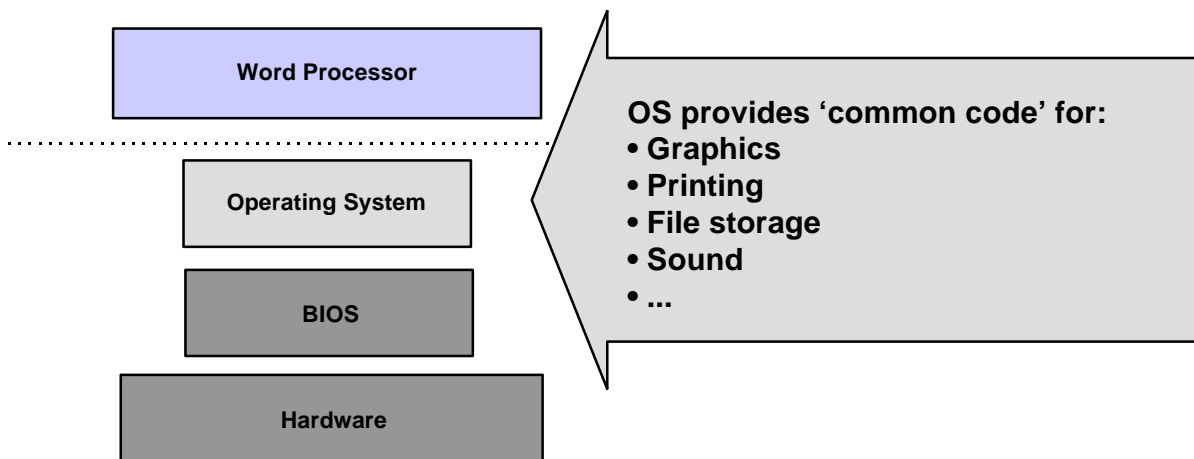 Word Processor
Operating System
BIOS
Hardware
OS provides ‘common code’ for:
• Graphics
• Printing
• File storage
• Sound
• ...